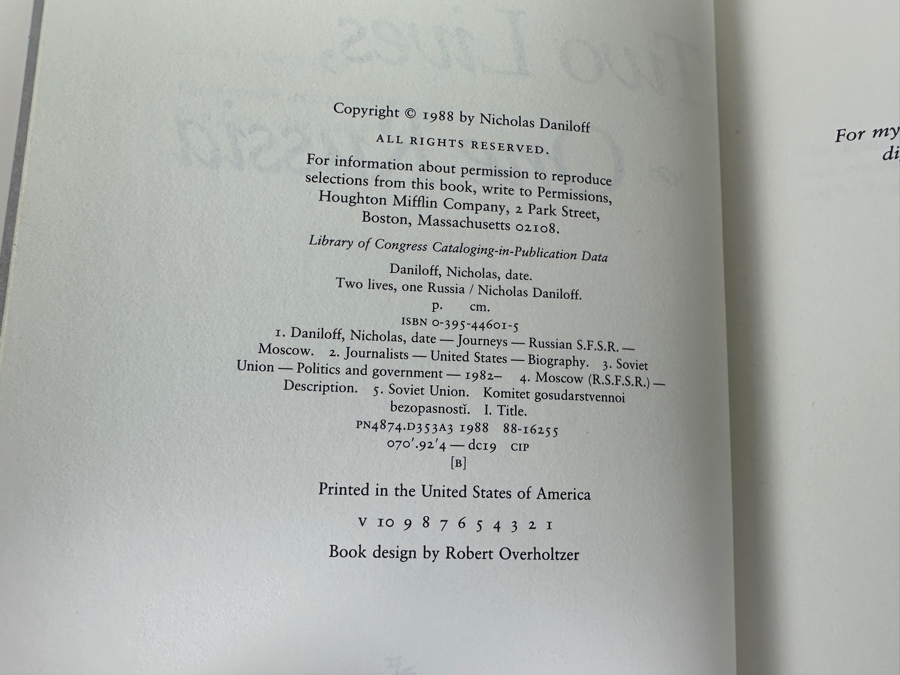 Copyright © 1988 by Nicholas Daniloff
ALL RIGHTS RESERVED.
For information about permission to reproduce
selections from this book, write to Permissions,
Houghton Mifflin Company, 2 Park Street,
Boston, Massachusetts 02108.
Library of Congress Cataloging-in-Publication Data
Daniloff, Nicholas, date.
Two lives, one Russia / Nicholas Daniloff.
p. cm.
ISBN 0-395-44601-5
1. Daniloff, Nicholas, date — Journeys — Russian S.F.S.R. —
Moscow. 2. Journalists — United States — Biography. 3. Soviet
Union — Politics and government — 1982– 4. Moscow (R.S.F.S.R.) —
Description. 5. Soviet Union. Komitet gosudarstvennoi
bezopasnosti. I. Title.
PN4874.D353A3 1988 88-16255
070′.92′4 — dc19 CIP
[B]
Printed in the United States of America
V 10 9 8 7 6 5 4 3 2 1
Book design by Robert Overholtzer
For my
di